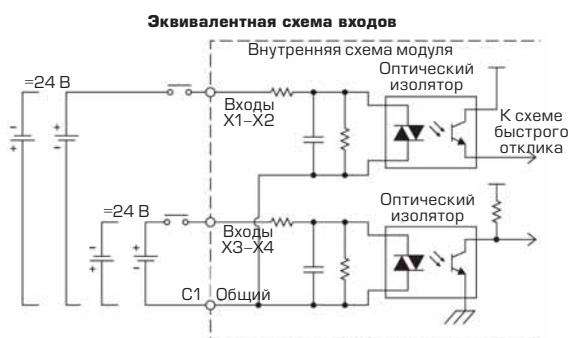 Эквивалентная схема входов
Внутренняя схема модуля
=24 В
Оптический
изолятор
Входы
X1–X2
К схеме
быстрого
отклика
- +
+ -
=24 В
Оптический
изолятор
Входы
X3–X4
- +
+ -
C1 Общий